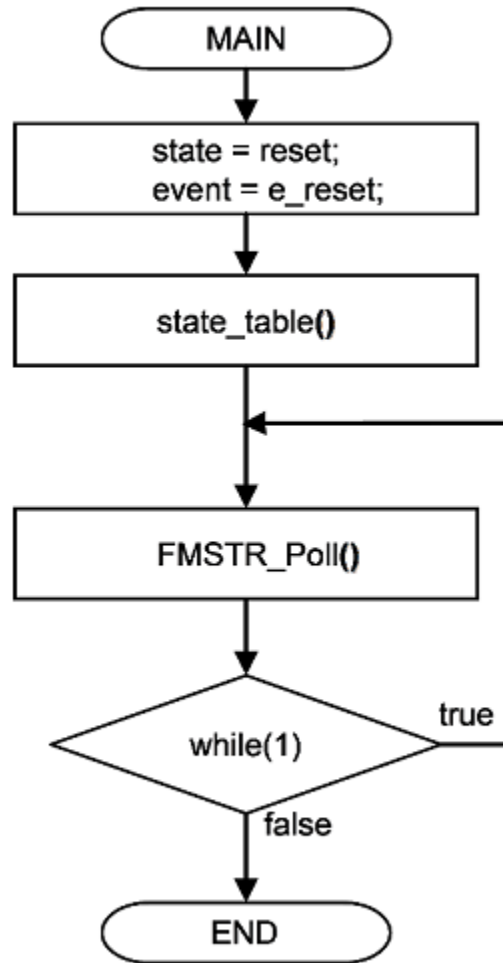 MAIN
state = reset;
event = e_reset;
state_table()
FMSTR_Poll()
while(1)
true
false
END